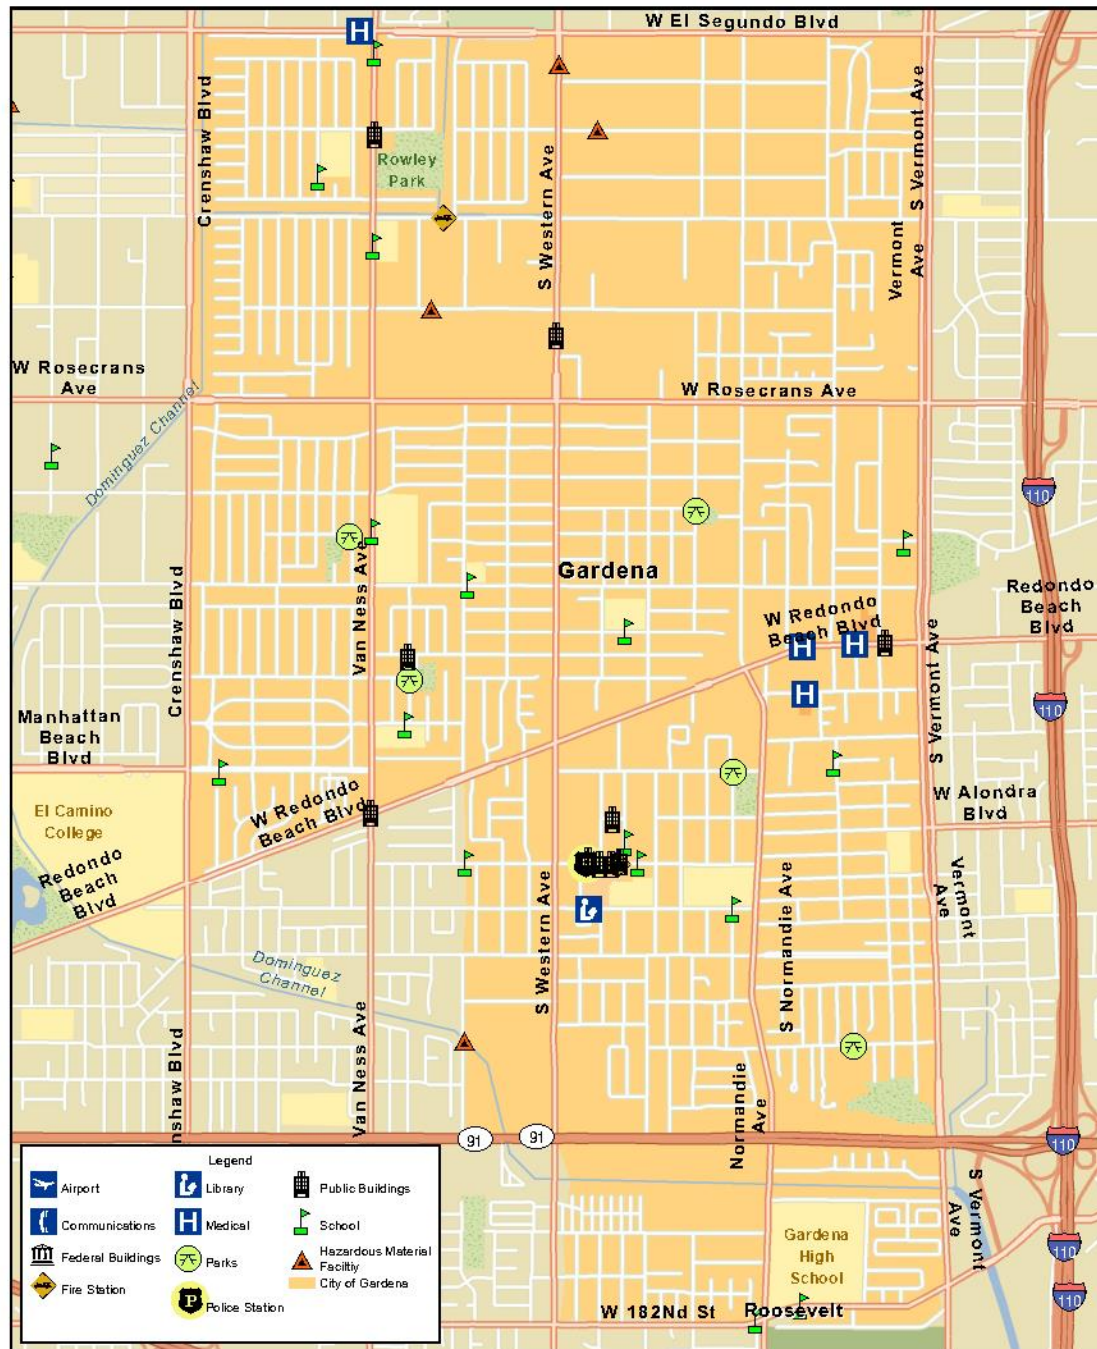 W El Segundo Blvd
H
Crenshaw Blvd
S Vermont Ave
Rowley
Park
S Western Ave
Vermont
Ave
W Rosecrans
Ave
W Rosecrans Ave
Dominguez Channel
110
Gardena
Van Ness Ave
Crenshaw Blvd
W Redondo
Beach Blvd
Redondo
Beach
Blvd
H
H
H
S Vermont Ave
110
Manhattan
Beach
Blvd
El Camino
College
W Redondo
Beach Blvd
W Alondra
Blvd
Redondo
Beach
Blvd
Vermont
Ave
S Western Ave
S Normandie Ave
Dominguez
Channel
nshaw Blvd
Van Ness Ave
Normandie
Ave
91
91
110
Legend
Airport
Library
Public Buildings
Communications
H
Medical
School
Federal Buildings
Parks
Hazardous Material
Faciltiy
City of Gardena
Fire Station
P
Police Station
S Vermont
Ave
Gardena
High
School
110
110
W 182Nd St
Roosevelt